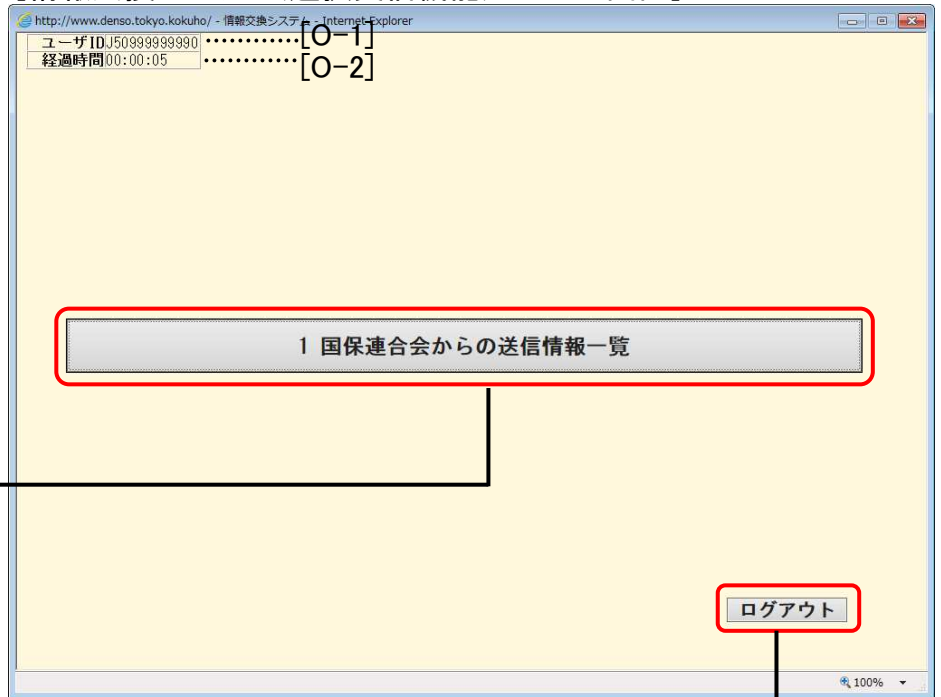 http://www.denso.tokyo.kokuho/ - 情報交換システム - Internet Explorer
ユーザID J50999999990 ············[O-1]
経過時間 00:00:05 ············[O-2]
1 国保連合会からの送信情報一覧
ログアウト
100%